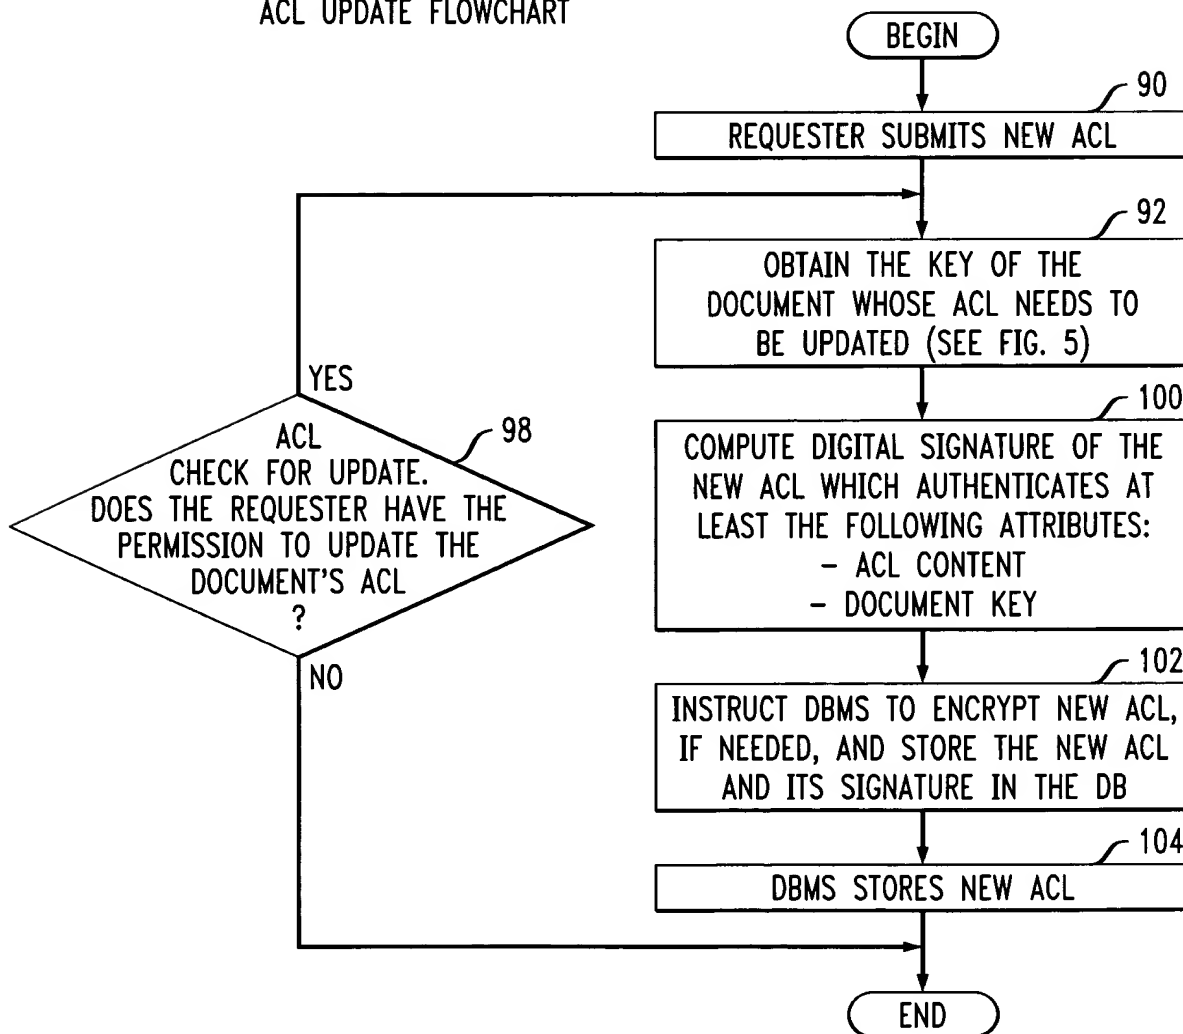 ACL UPDATE FLOWCHART
BEGIN
90
REQUESTER SUBMITS NEW ACL
92
OBTAIN THE KEY OF THE
DOCUMENT WHOSE ACL NEEDS TO
BE UPDATED (SEE FIG. 5)
YES
98
ACL
CHECK FOR UPDATE.
DOES THE REQUESTER HAVE THE
PERMISSION TO UPDATE THE
DOCUMENT'S ACL
?
NO
100
COMPUTE DIGITAL SIGNATURE OF THE
NEW ACL WHICH AUTHENTICATES AT
LEAST THE FOLLOWING ATTRIBUTES:
– ACL CONTENT
– DOCUMENT KEY
102
INSTRUCT DBMS TO ENCRYPT NEW ACL,
IF NEEDED, AND STORE THE NEW ACL
AND ITS SIGNATURE IN THE DB
104
DBMS STORES NEW ACL
END